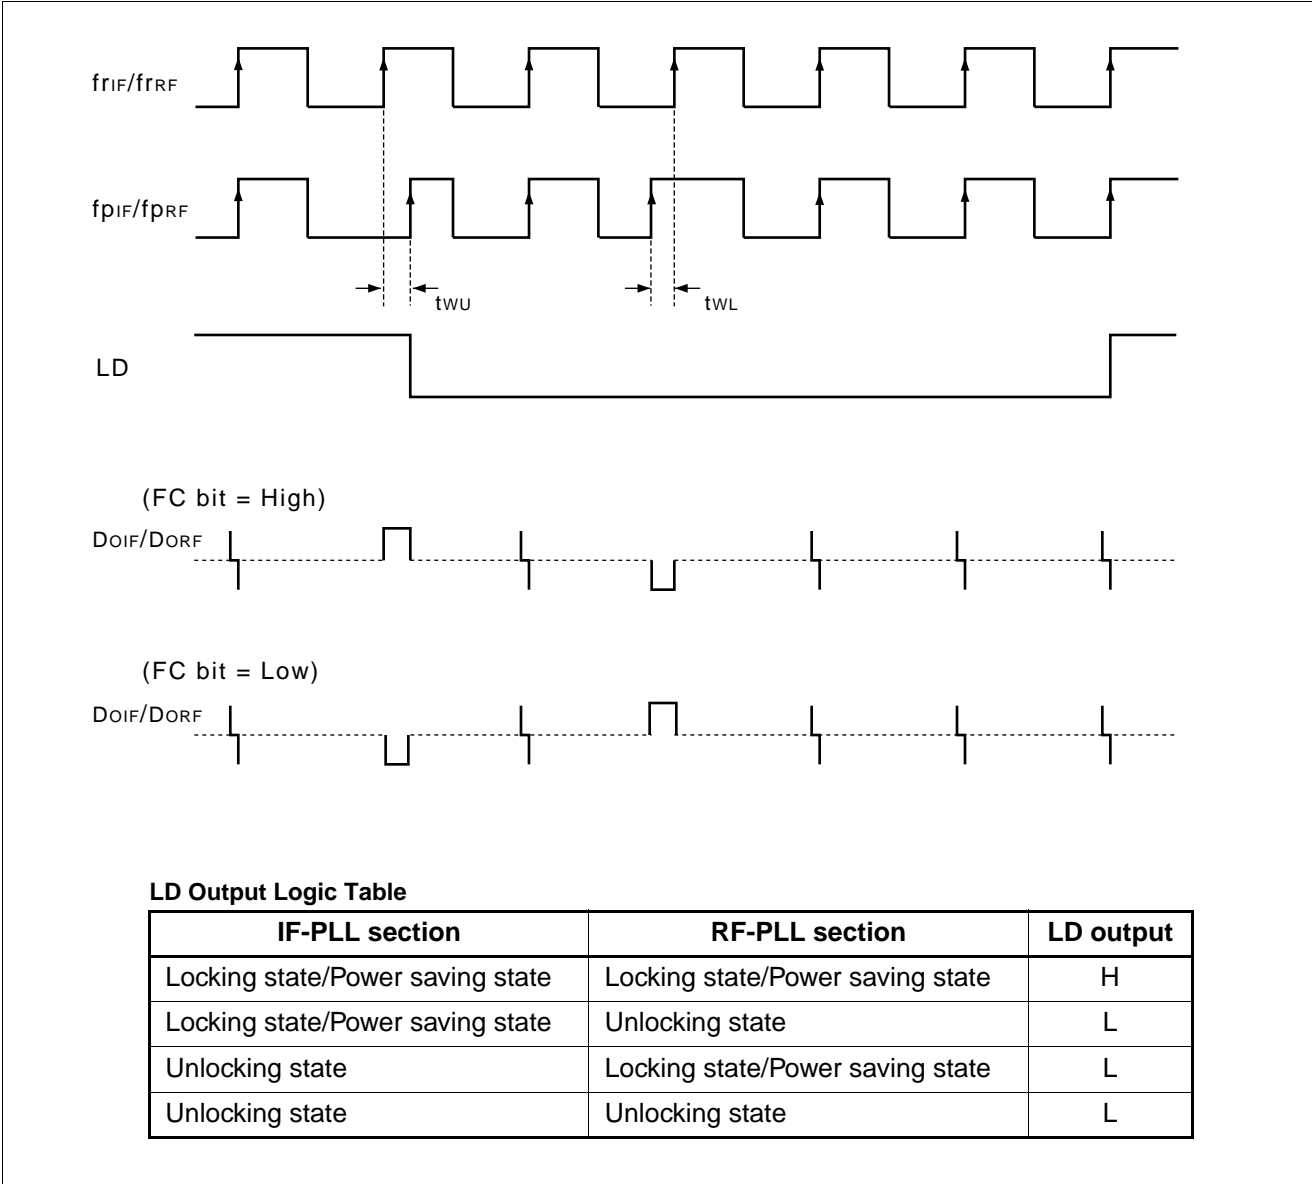 frIF/frRF
fpIF/fpRF
tWU
tWL
LD
(FC bit = High)
DOIF/DORF
(FC bit = Low)
DOIF/DORF
LD Output Logic Table
IF-PLL section RF-PLL section LD output
Locking state/Power saving state Locking state/Power saving state H
Locking state/Power saving state Unlocking state L
Unlocking state Locking state/Power saving state L
Unlocking state Unlocking state L